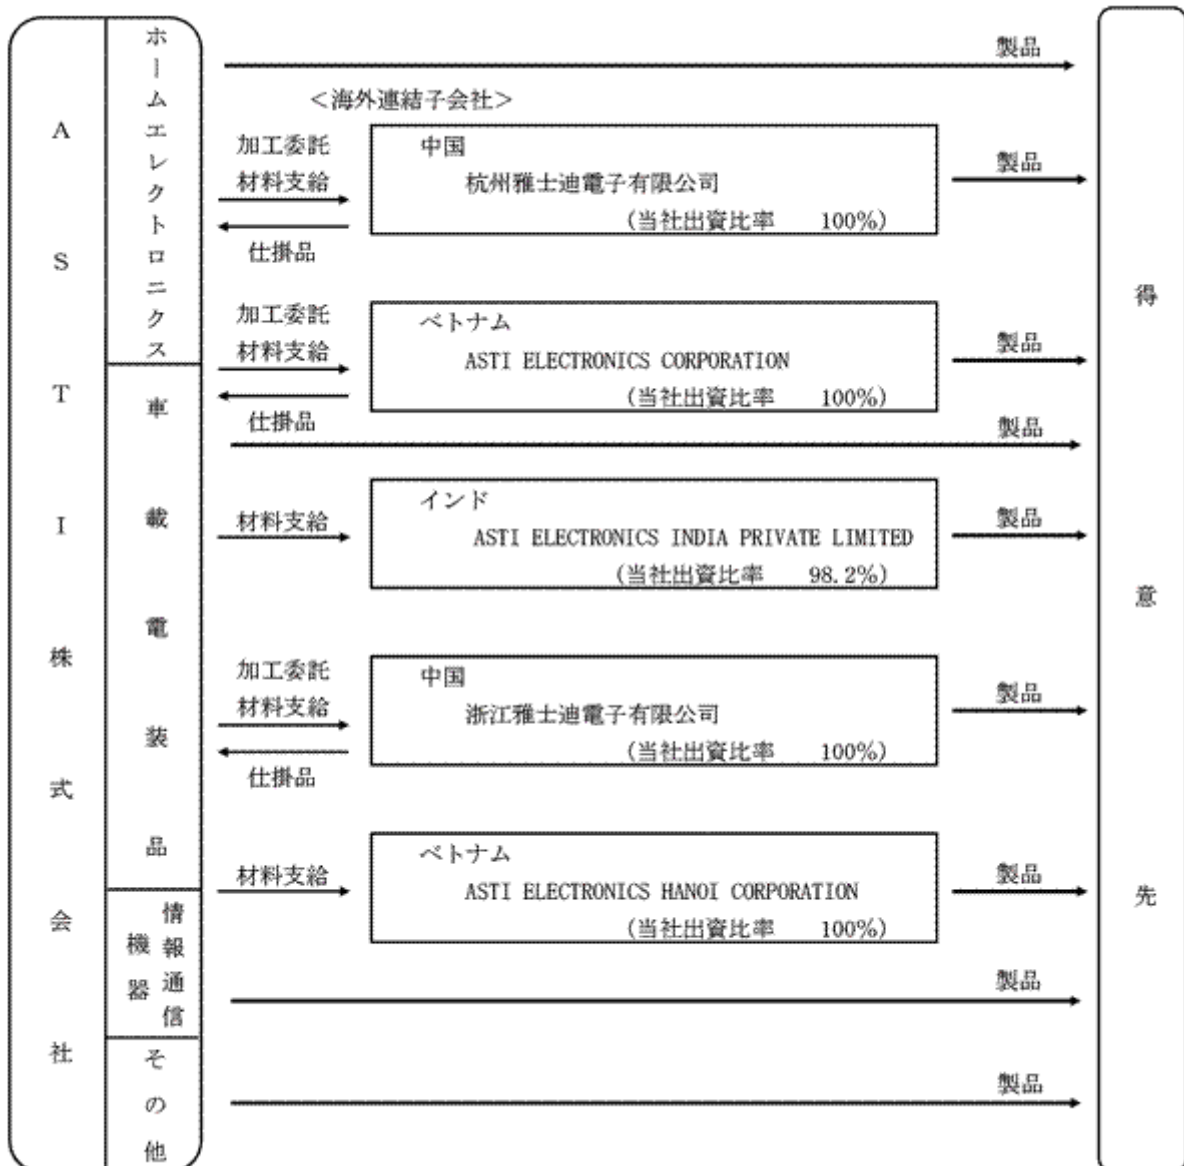 ASTI株式会社
ホームエレクトロニクス
車載電装品
情報通信
機器
その他
製品
＜海外連結子会社＞
加工委託
材料支給
仕掛品
中国
杭州雅士迪電子有限公司
(当社出資比率 100%)
製品
加工委託
材料支給
仕掛品
ベトナム
ASTI ELECTRONICS CORPORATION
(当社出資比率 100%)
製品
製品
材料支給
インド
ASTI ELECTRONICS INDIA PRIVATE LIMITED
(当社出資比率 98.2%)
製品
加工委託
材料支給
仕掛品
中国
浙江雅士迪電子有限公司
(当社出資比率 100%)
製品
材料支給
ベトナム
ASTI ELECTRONICS HANOI CORPORATION
(当社出資比率 100%)
製品
製品
製品
得意先